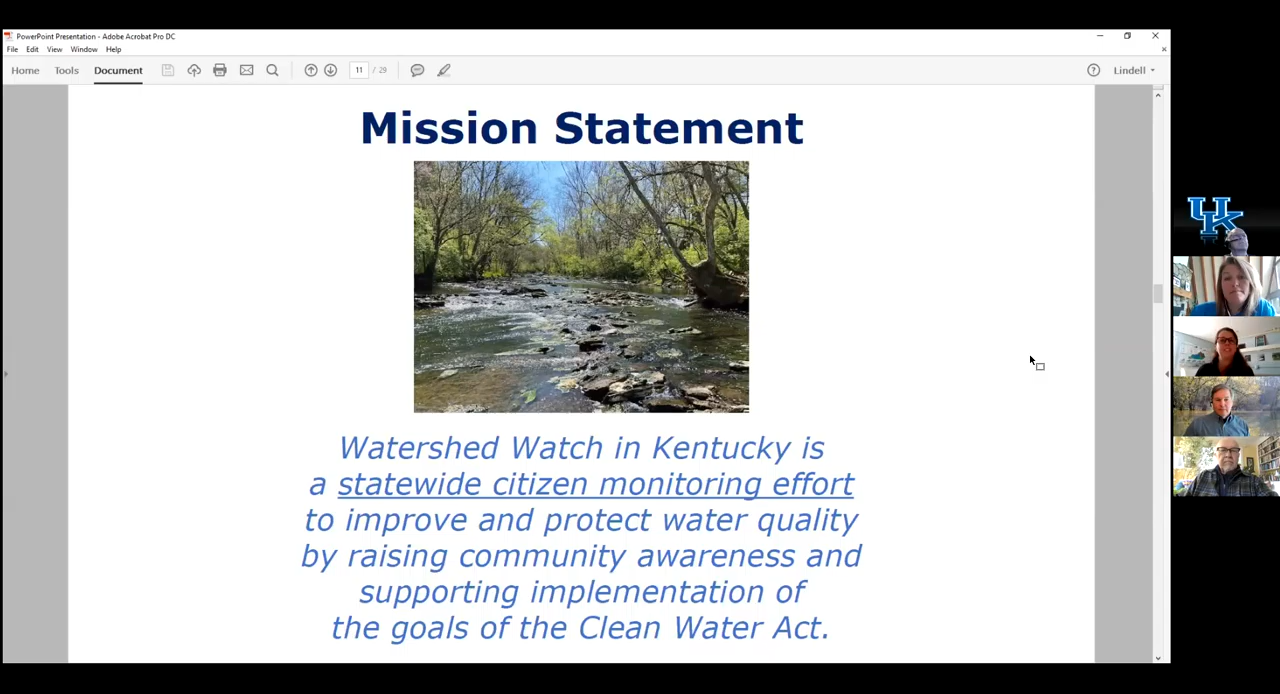 PowerPoint Presentation - Adobe Acrobat Pro DC
File Edit View Window Help
Home Tools Document 11 / 29 Lindell
Mission Statement
Watershed Watch in Kentucky is
a statewide citizen monitoring effort
to improve and protect water quality
by raising community awareness and
supporting implementation of
the goals of the Clean Water Act.
UK